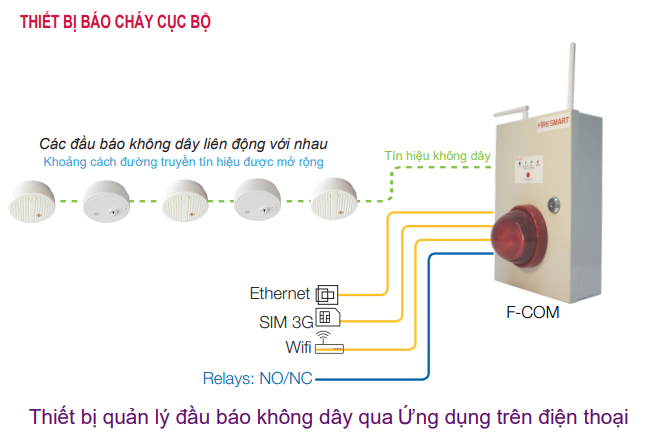 THIẾT BỊ BÁO CHÁY CỤC BỘ
Các đầu báo không dây liên động với nhau
Khoảng cách đường truyền tín hiệu được mở rộng
Tín hiệu không dây
FIRESMART
Ethernet
SIM 3G
Wifi
Relays: NO/NC
F-COM
Thiết bị quản lý đầu báo không dây qua Ứng dụng trên điện thoại